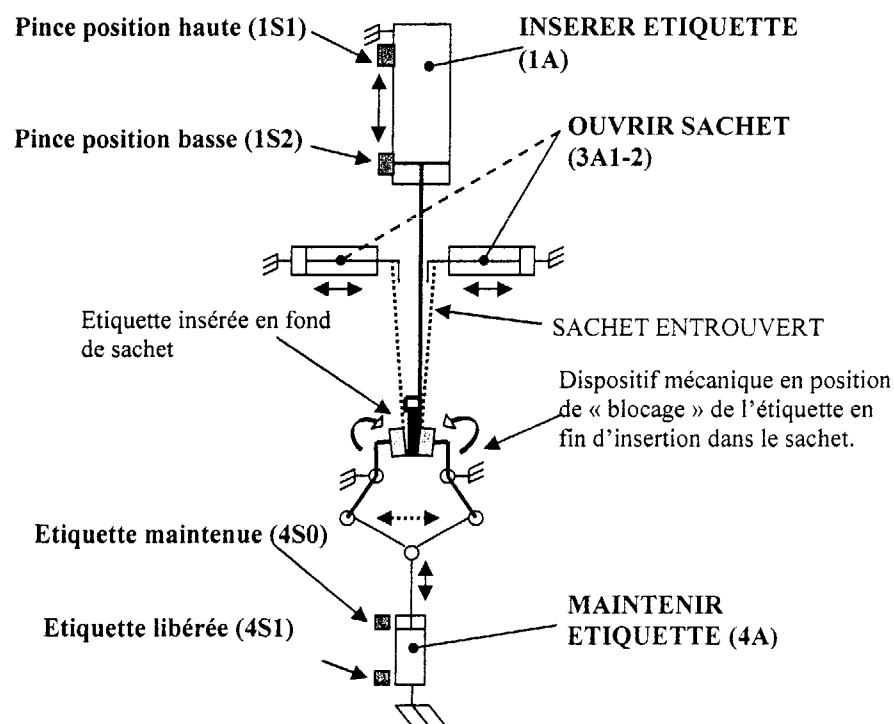 Pince position haute (1S1)
INSERER ETIQUETTE
(1A)
Pince position basse (1S2)
OUVRIR SACHET
(3A1-2)
Etiquette insérée en fond
de sachet
SACHET ENTROUVERT
Dispositif mécanique en position
de « blocage » de l'étiquette en
fin d'insertion dans le sachet.
Etiquette maintenue (4S0)
Etiquette libérée (4S1)
MAINTENIR
ETIQUETTE (4A)